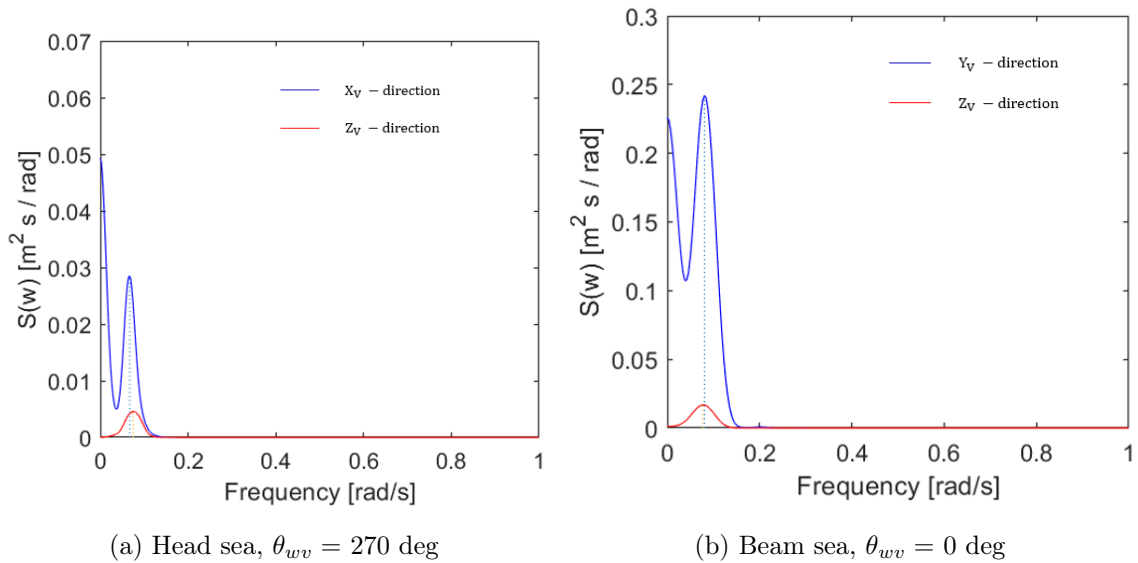 0.07
0.06
0.05
0.04
0.03
0.02
0.01
0
S(w) [m² s / rad]
X_V − direction
Z_V − direction
0 0.2 0.4 0.6 0.8 1
Frequency [rad/s]
(a) Head sea, θ_wv = 270 deg
0.3
0.25
0.2
0.15
0.1
0.05
0
S(w) [m² s / rad]
Y_V − direction
Z_V − direction
0 0.2 0.4 0.6 0.8 1
Frequency [rad/s]
(b) Beam sea, θ_wv = 0 deg